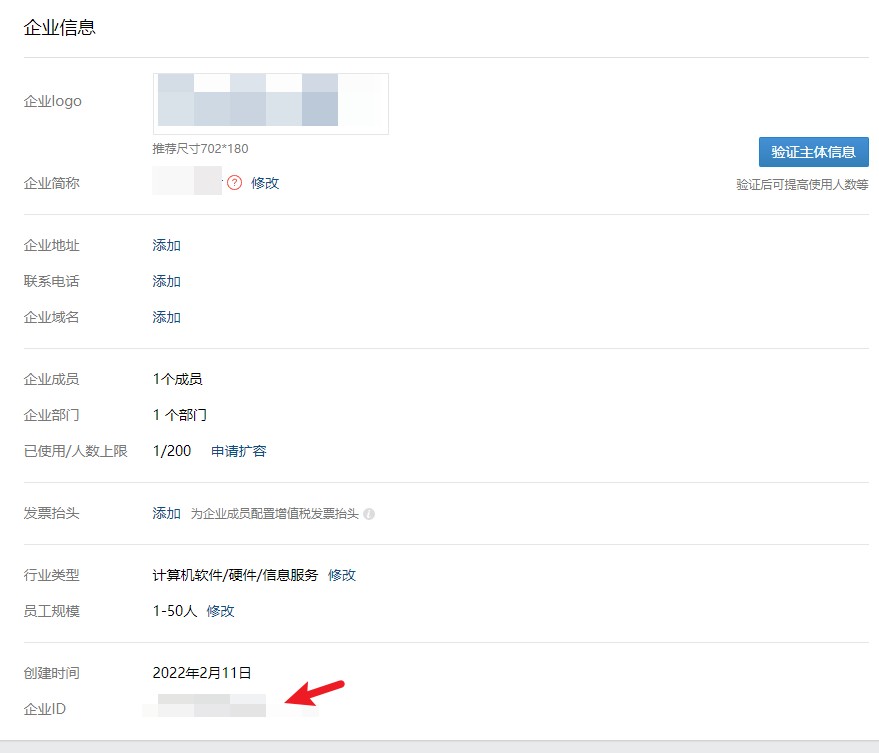 企业信息
企业logo
推荐尺寸702*180
验证主体信息
企业简称 ? 修改
验证后可提高使用人数等
企业地址 添加
联系电话 添加
企业域名 添加
企业成员 1个成员
企业部门 1 个部门
已使用/人数上限 1/200 申请扩容
发票抬头 添加 为企业成员配置增值税发票抬头 i
行业类型 计算机软件/硬件/信息服务 修改
员工规模 1-50人 修改
创建时间 2022年2月11日
企业ID